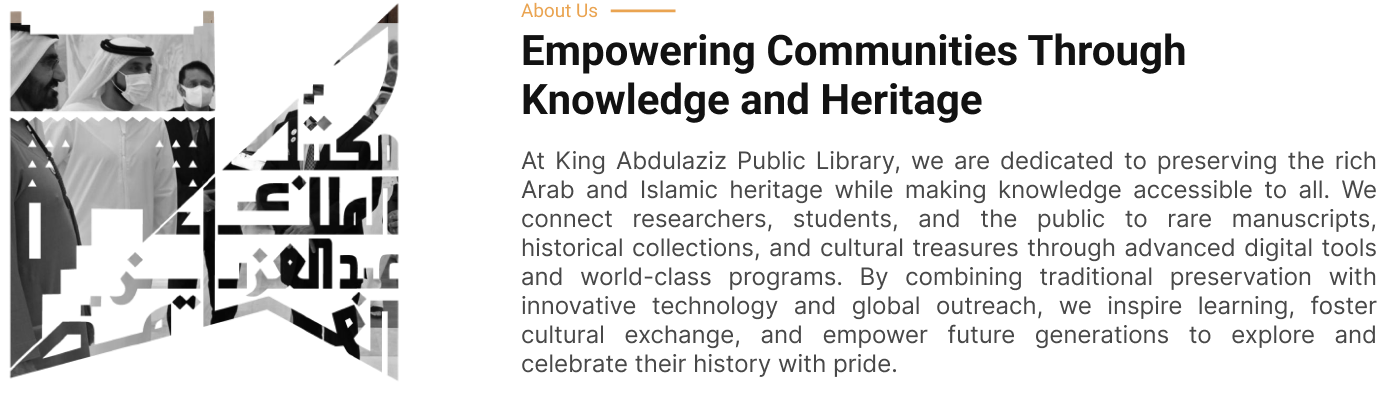 About Us
Empowering Communities Through
Knowledge and Heritage
At King Abdulaziz Public Library, we are dedicated to preserving the rich
Arab and Islamic heritage while making knowledge accessible to all. We
connect researchers, students, and the public to rare manuscripts,
historical collections, and cultural treasures through advanced digital tools
and world-class programs. By combining traditional preservation with
innovative technology and global outreach, we inspire learning, foster
cultural exchange, and empower future generations to explore and
celebrate their history with pride.
مكتبة
الملك
عبدالعزيز
العامة